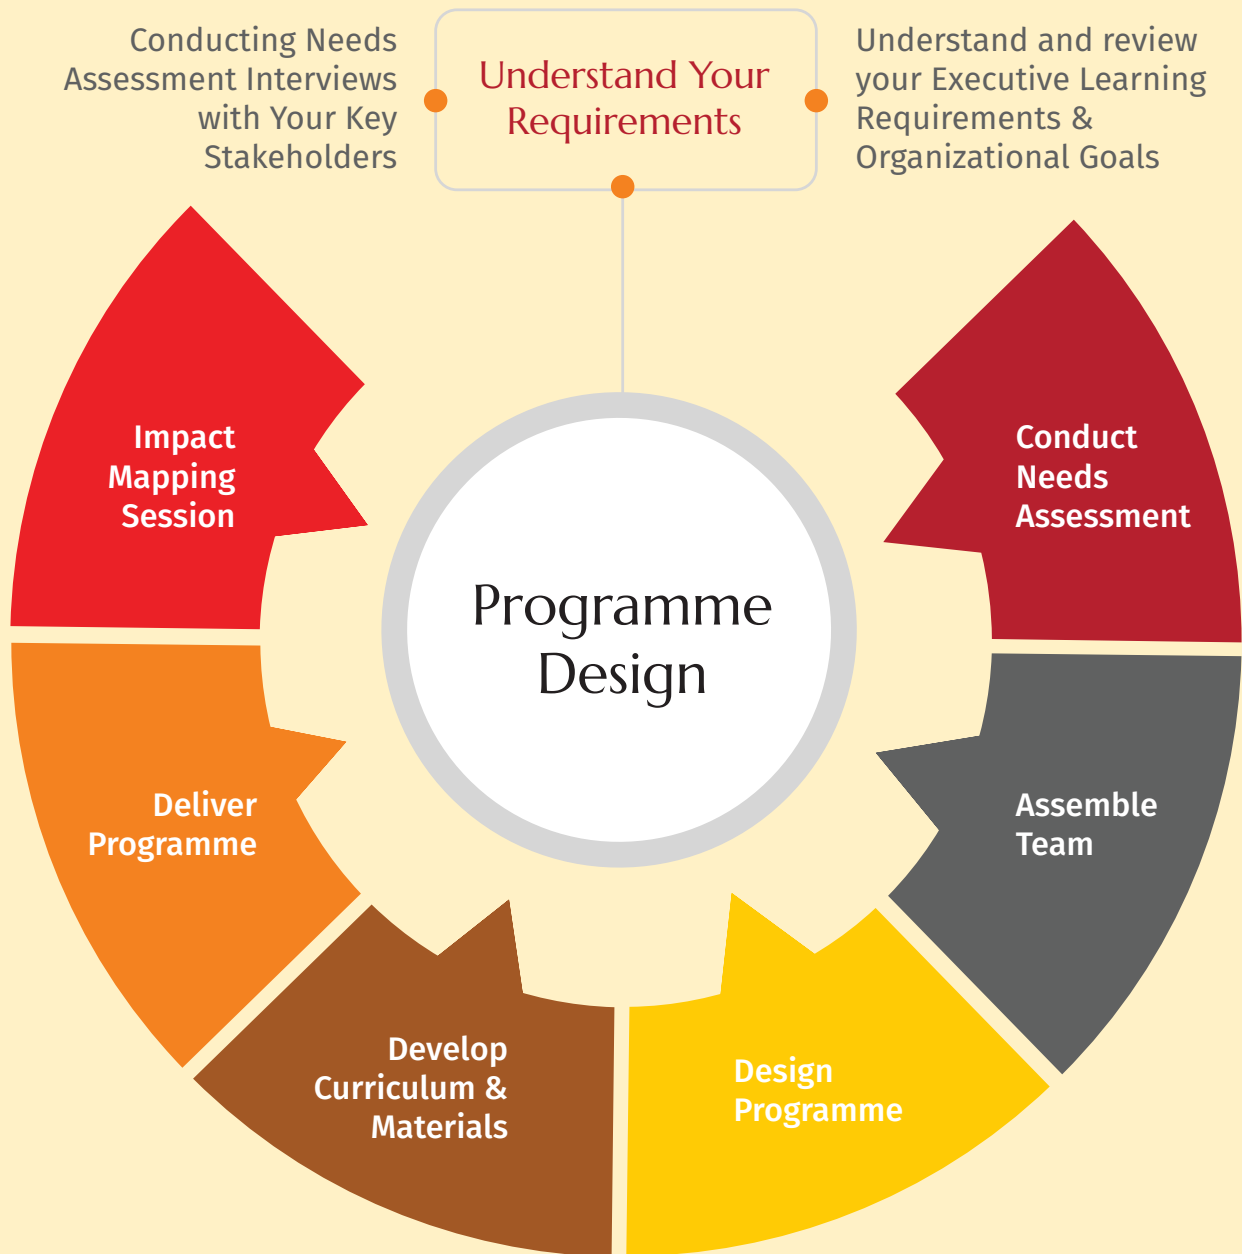 Conducting Needs
Assessment Interviews
with Your Key
Stakeholders
Understand Your
Requirements
Understand and review
your Executive Learning
Requirements &
Organizational Goals
Programme
Design
Conduct
Needs
Assessment
Assemble
Team
Design
Programme
Develop
Curriculum &
Materials
Deliver
Programme
Impact
Mapping
Session